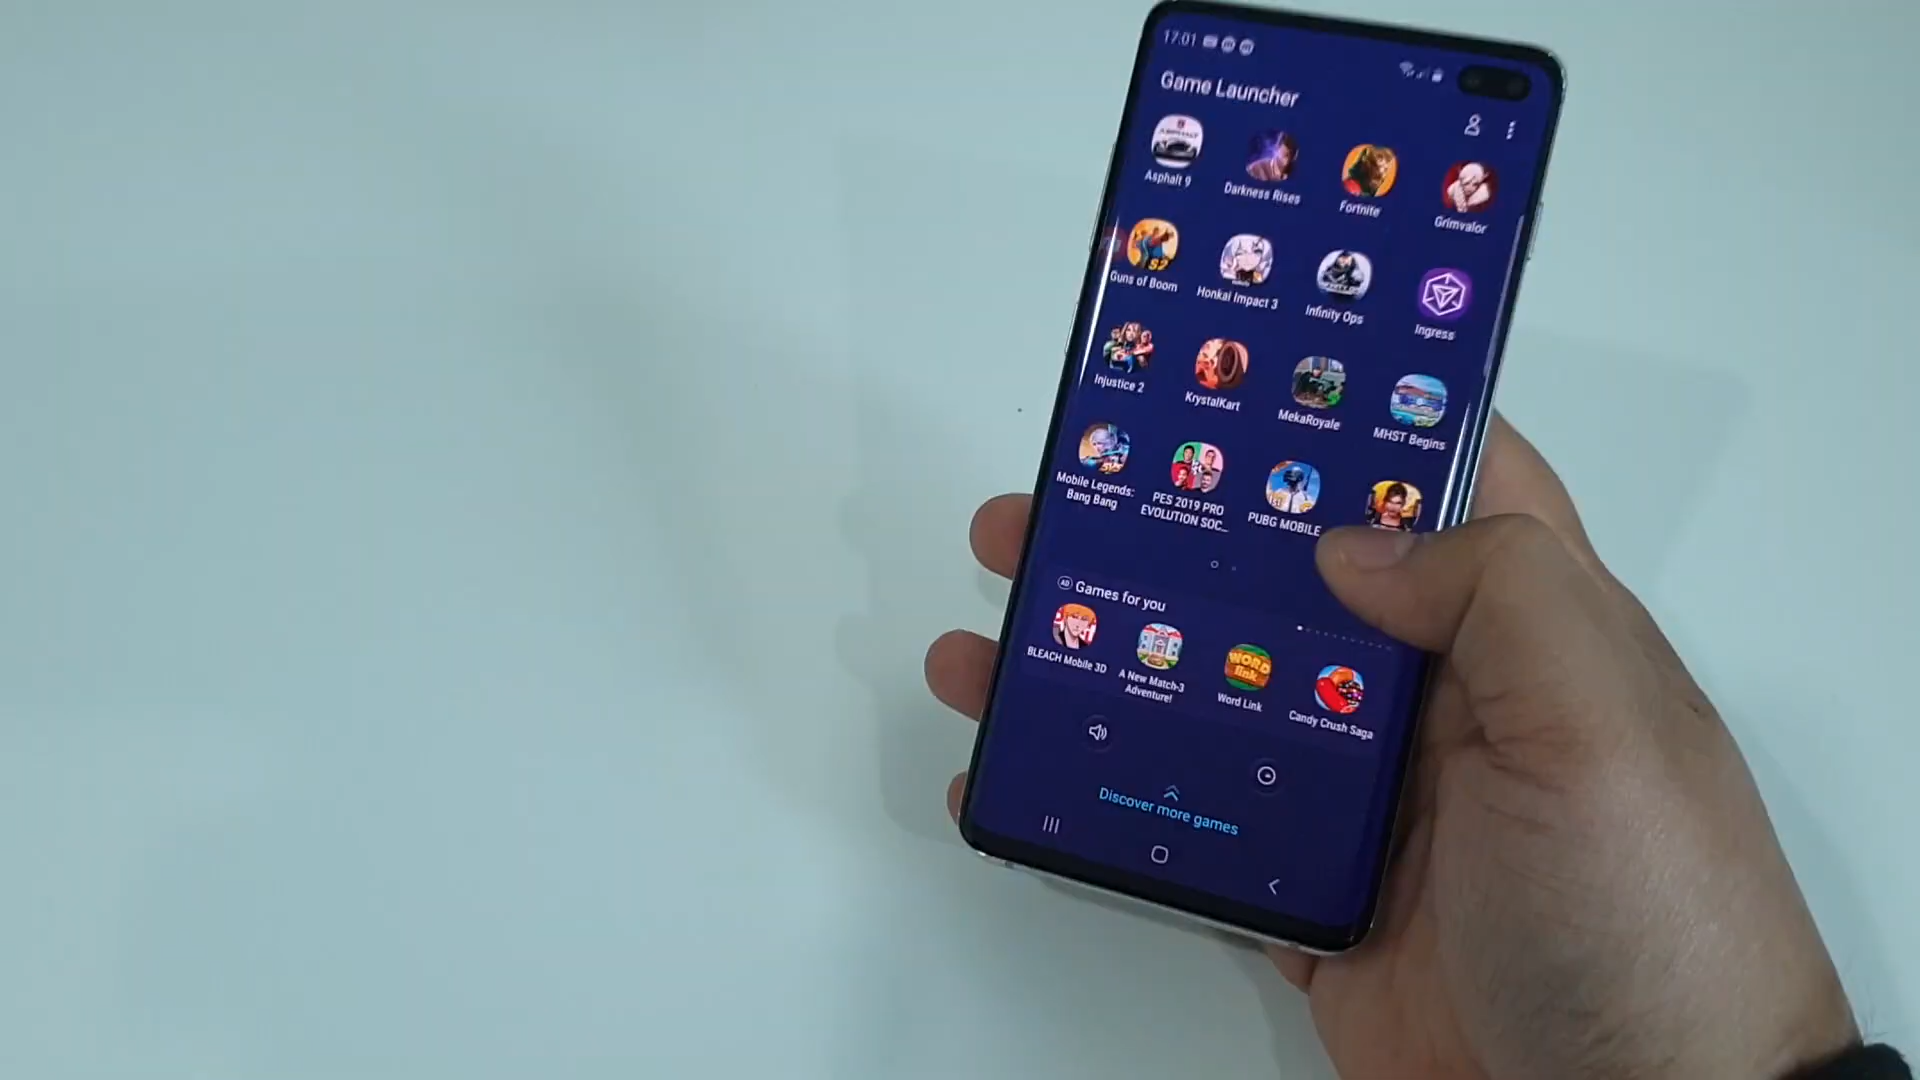 17:01
Game Launcher
Asphalt 9
Darkness Rises
Fortnite
Grimvalor
Guns of Boom
Honkai Impact 3
Infinity Ops
Ingress
Injustice 2
KrystalKart
MekaRoyale
MHST Begins
Mobile Legends:
Bang Bang
PES 2019 PRO
EVOLUTION SOC...
PUBG MOBILE
AD Games for you
BLEACH Mobile 3D
A New Match-3
Adventure!
WORD
link
Word Link
Candy Crush Saga
Discover more games